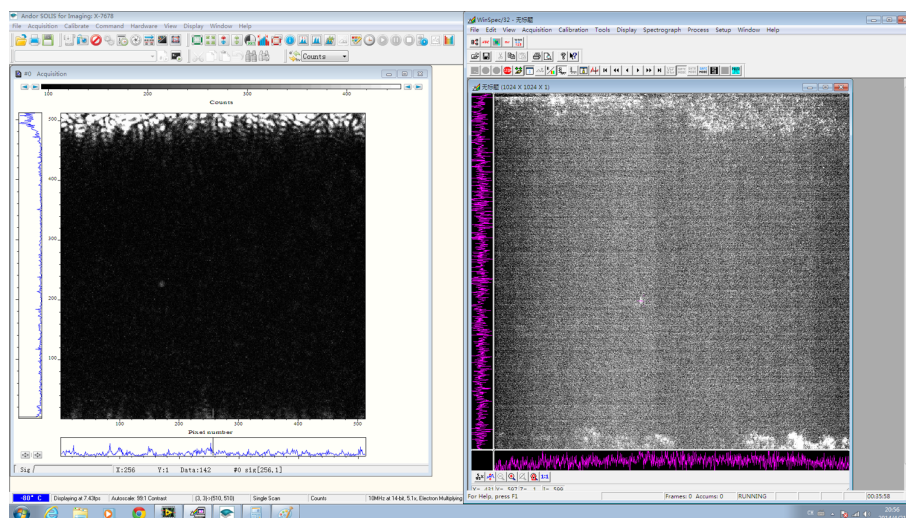 Andor SOLIS for Imaging: X-7678
File Acquisition Calibrate Command Hardware View Display Window Help
Counts
#0 Acquisition
100 200 300 400
Counts
500
400
300
200
100
100 200 300 400 500
Pixel number
Sig X:256 Y:1 Data:142 #0 sig[256,1]
-80° C Displaying at 7.43fps Autoscale: 99.1 Contrast (3, 3)>(510, 510) Single Scan Counts 10MHz at 14-bit, 5.1x, Electron Multiplying
WinSpec/32 - 无标题
File Edit View Acquisition Calibration Tools Display Spectrograph Process Setup Window Help
无标题 (1024 X 1024 X 1)
1:1
For Help, press F1 Frames: 0 Accums: 0 RUNNING 00:35:58
20:56